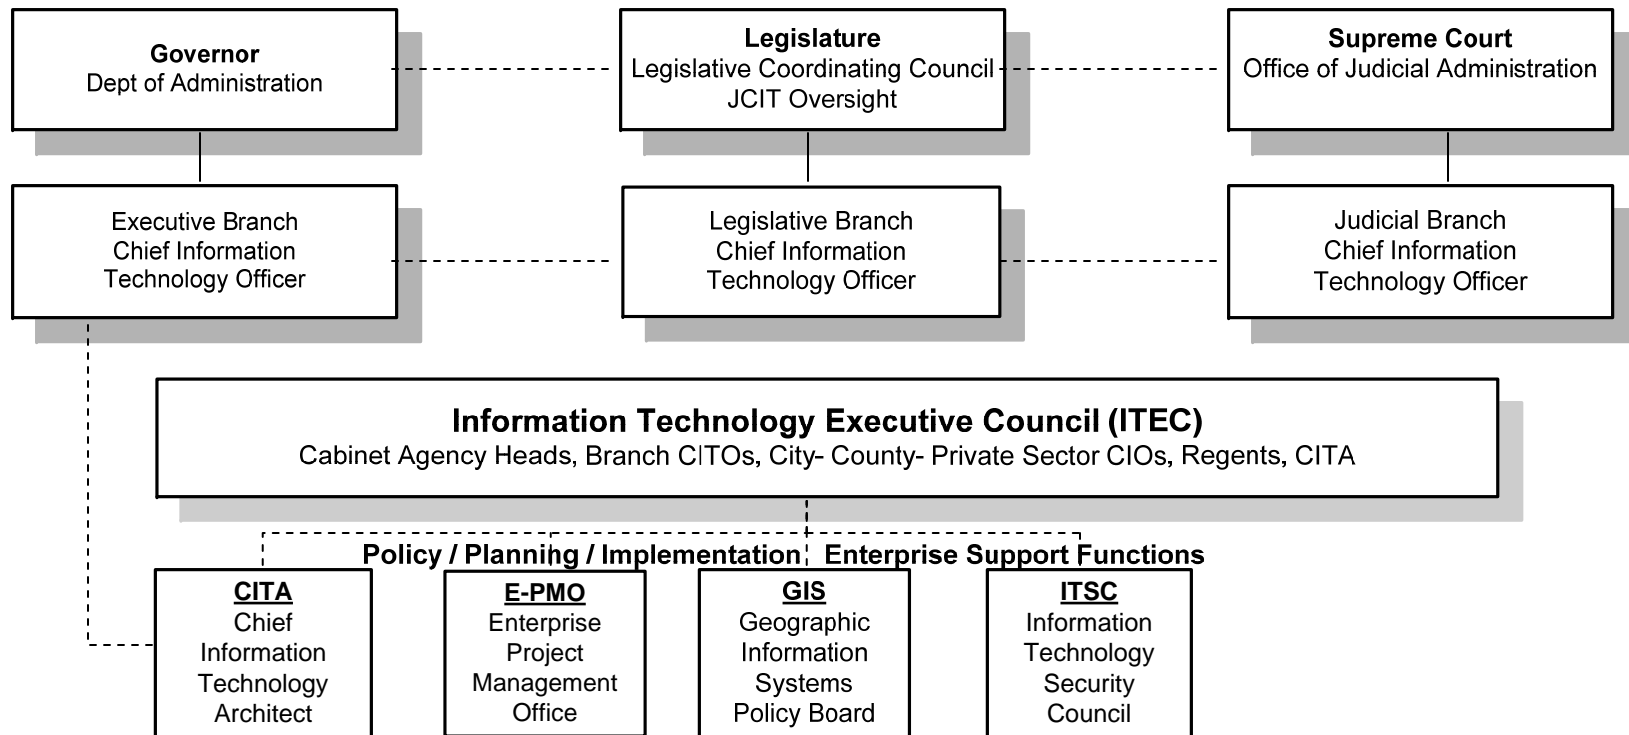 Governor
Dept of Administration
Legislature
Legislative Coordinating Council
JCIT Oversight
Supreme Court
Office of Judicial Administration
Executive Branch
Chief Information
Technology Officer
Legislative Branch
Chief Information
Technology Officer
Judicial Branch
Chief Information
Technology Officer
Information Technology Executive Council (ITEC)
Cabinet Agency Heads, Branch CITOs, City- County- Private Sector CIOs, Regents, CITA
Policy / Planning / Implementation Enterprise Support Functions
CITA
Chief
Information
Technology
Architect
E-PMO
Enterprise
Project
Management
Office
GIS
Geographic
Information
Systems
Policy Board
ITSC
Information
Technology
Security
Council